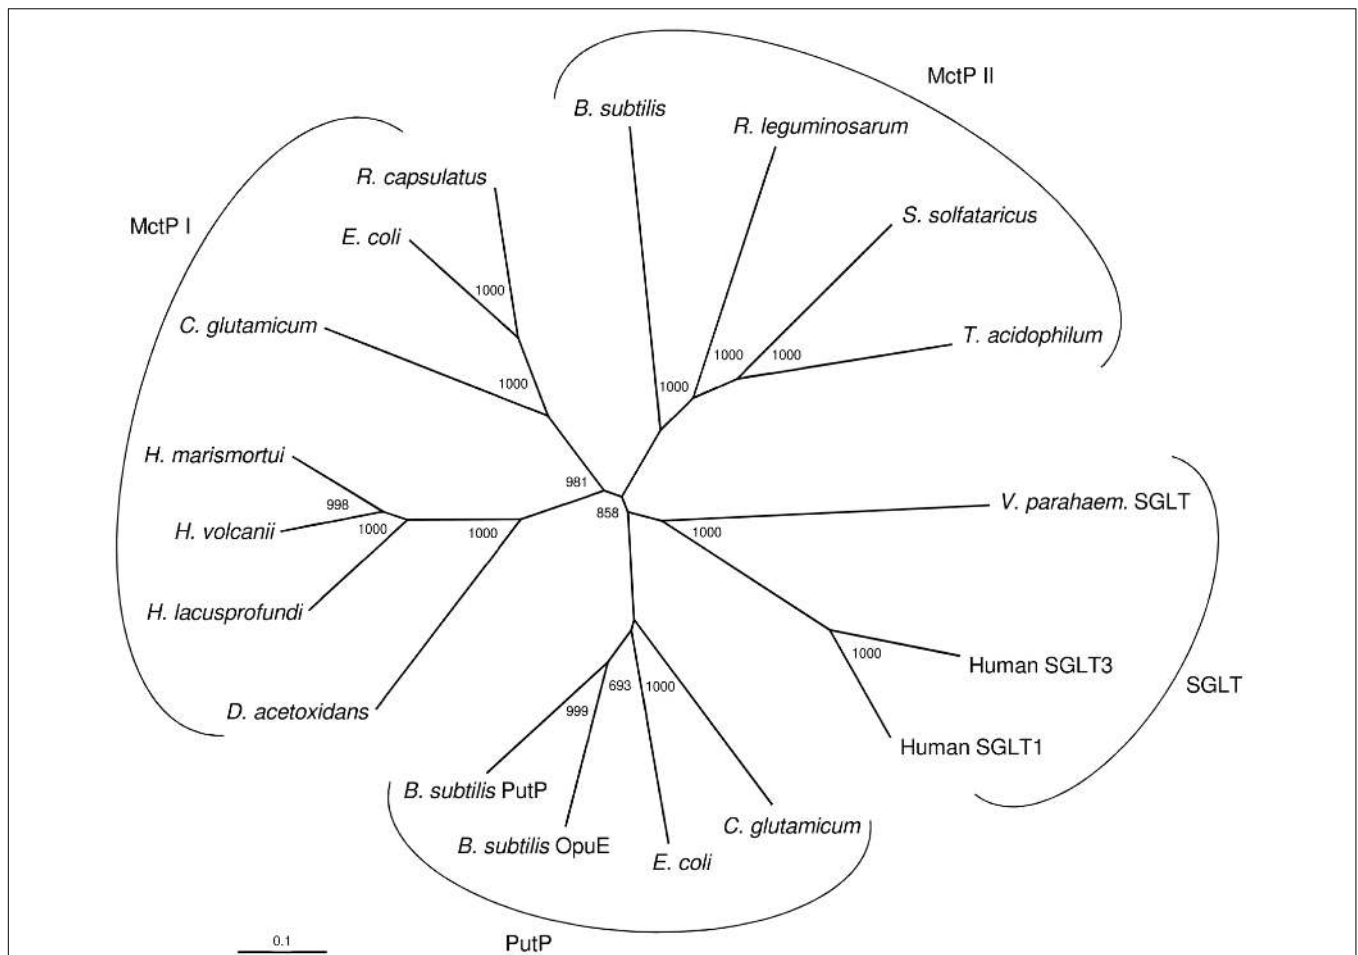 MctP II
B. subtilis
R. leguminosarum
R. capsulatus
MctP I
S. solfataricus
E. coli
1000
C. glutamicum
T. acidophilum
1000
1000
1000
1000
1000
H. marismortui
981
998
V. parahaem. SGLT
858
H. volcanii
1000
1000
1000
H. lacusprofundi
1000
Human SGLT3
SGLT
693
1000
D. acetoxidans
999
Human SGLT1
B. subtilis PutP
C. glutamicum
B. subtilis OpuE
E. coli
0.1
PutP